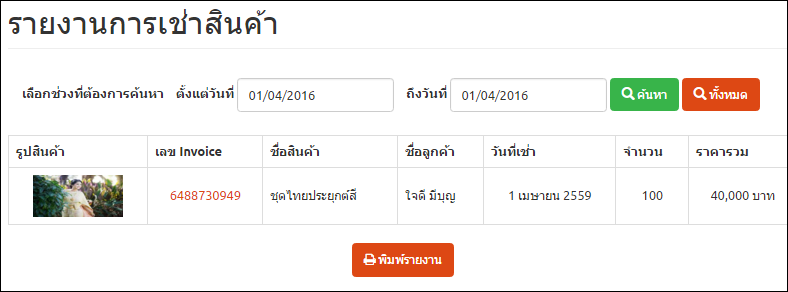 รายงานการเช่าสินค้า
เลือกช่วงที่ต้องการค้นหา ตั้งแต่วันที่ 01/04/2016 ถึงวันที่ 01/04/2016 ค้นหา ทั้งหมด
รูปสินค้า เลข Invoice ชื่อสินค้า ชื่อลูกค้า วันที่เช่า จำนวน ราคารวม
6488730949 ชุดไทยประยุกต์สี ใจดี มีบุญ 1 เมษายน 2559 100 40,000 บาท
พิมพ์รายงาน